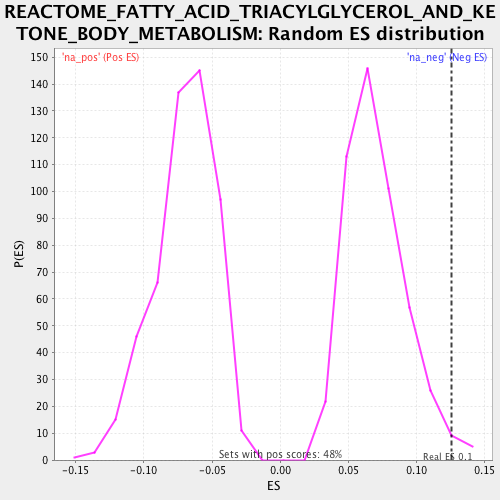 REACTOME_FATTY_ACID_TRIACYLGLYCEROL_AND_KE
TONE_BODY_METABOLISM: Random ES distribution
'na_pos' (Pos ES) 'na_neg' (Neg ES)
150
140
130
120
110
100
90
80
70
60
50
40
30
20
10
0
P(ES)
Sets with pos scores: 48%
Real ES 0.1
-0.15 -0.10 -0.05 0.00 0.05 0.10 0.15
ES